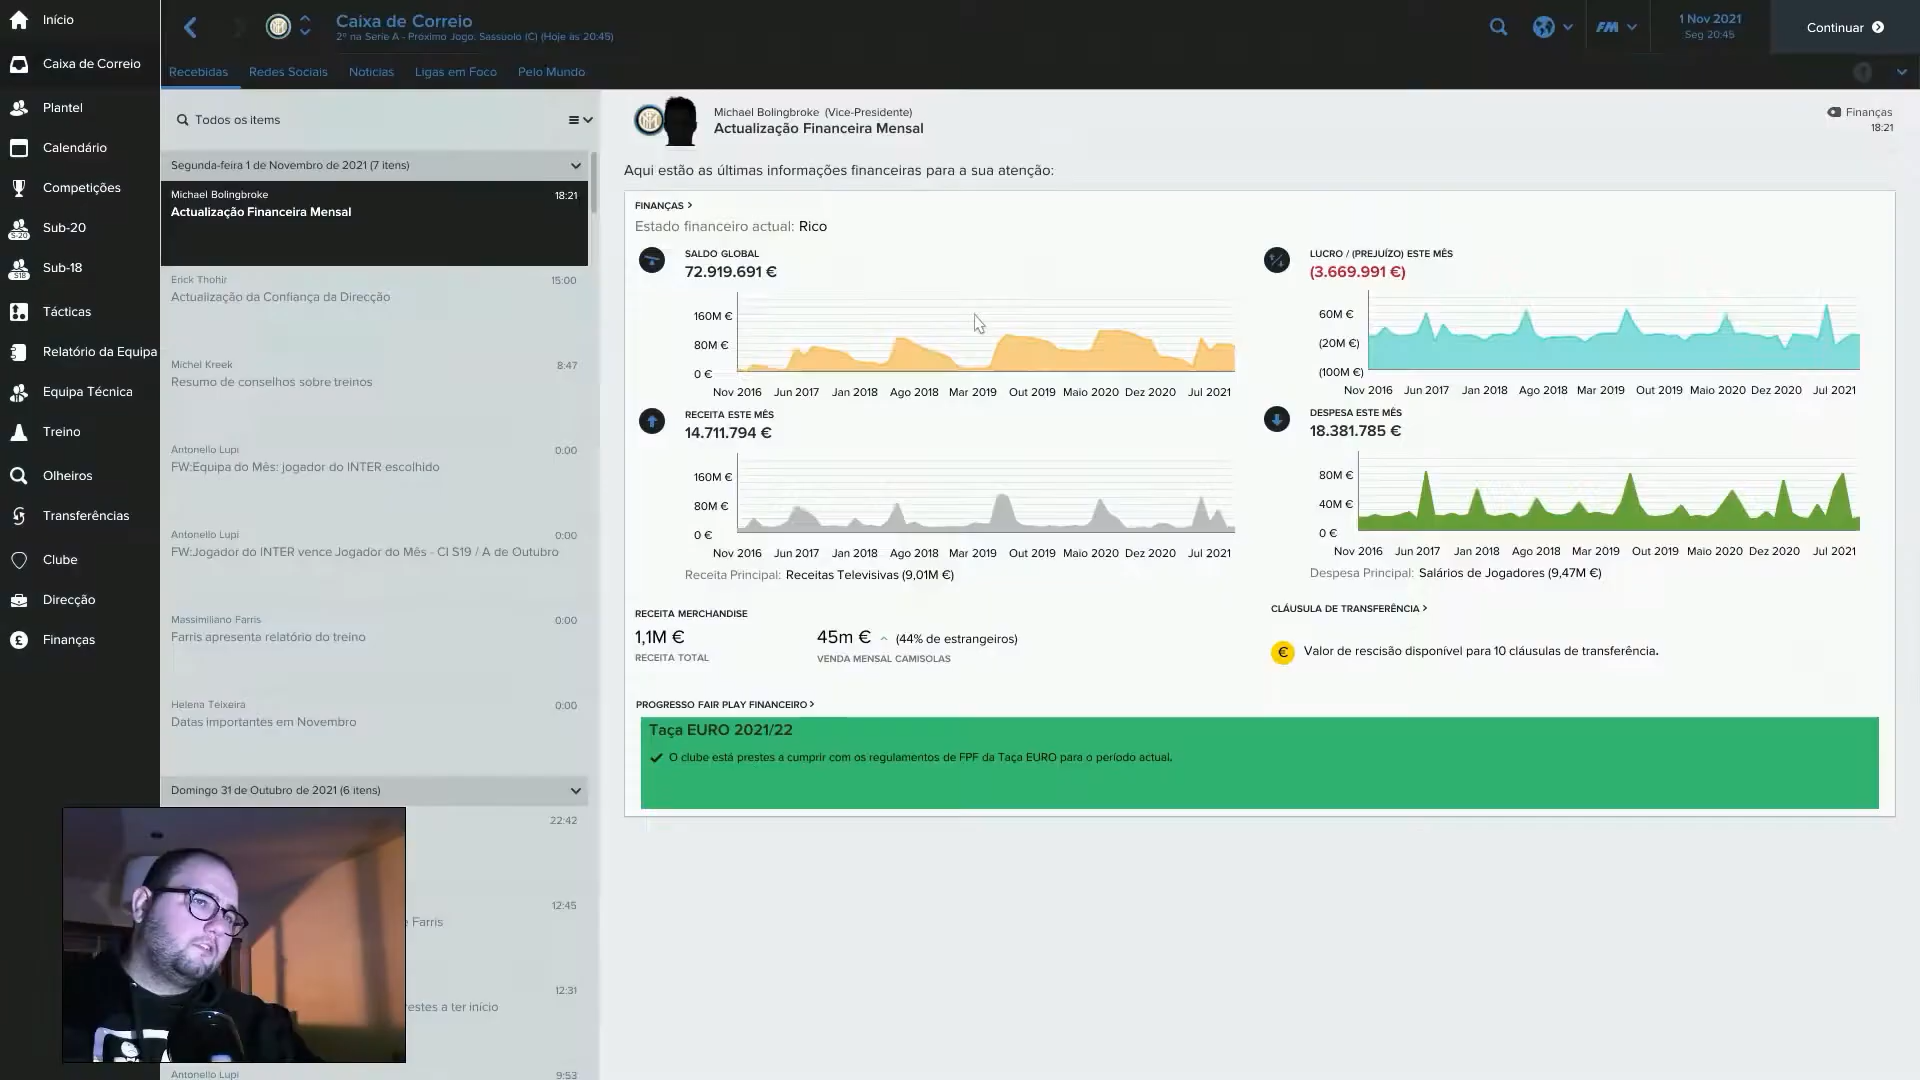 Início
Caixa de Correio
Plantel
Calendário
Competições
Sub-20
Sub-18
Tácticas
Relatório da Equipa
Equipa Técnica
Treino
Olheiros
Transferências
Clube
Direcção
Finanças
Caixa de Correio
2º na Serie A - Próximo Jogo: Sassuolo (C) (Hoje às 20:45)
FM
1 Nov 2021
Seg 20:45
Continuar
Recebidas
Redes Sociais
Noticias
Ligas em Foco
Pelo Mundo
Todos os items
Segunda-feira 1 de Novembro de 2021 (7 itens)
Michael Bolingbroke 18:21
Actualização Financeira Mensal
Erick Thohir 15:00
Actualização da Confiança da Direcção
Michel Kreek 8:47
Resumo de conselhos sobre treinos
Antonello Lupi 0:00
FW:Equipa do Mês: jogador do INTER escolhido
Antonello Lupi 0:00
FW:Jogador do INTER vence Jogador do Mês - CI S19 / A de Outubro
Massimiliano Farris 0:00
Farris apresenta relatório do treino
Helena Teixeira 0:00
Datas importantes em Novembro
Domingo 31 de Outubro de 2021 (6 itens)
22:42
12:45
Farris
12:31
estes a ter início
Antonello Lupi 9:53
Michael Bolingbroke (Vice-Presidente)
Actualização Financeira Mensal
Finanças
18:21
Aqui estão as últimas informações financeiras para a sua atenção:
FINANÇAS >
Estado financeiro actual: Rico
SALDO GLOBAL
72.919.691 €
160M €
80M €
0 €
Nov 2016 Jun 2017 Jan 2018 Ago 2018 Mar 2019 Out 2019 Maio 2020 Dez 2020 Jul 2021
LUCRO / (PREJUÍZO) ESTE MÊS
(3.669.991 €)
60M €
(20M €)
(100M €)
Nov 2016 Jun 2017 Jan 2018 Ago 2018 Mar 2019 Out 2019 Maio 2020 Dez 2020 Jul 2021
RECEITA ESTE MÊS
14.711.794 €
160M €
80M €
0 €
Nov 2016 Jun 2017 Jan 2018 Ago 2018 Mar 2019 Out 2019 Maio 2020 Dez 2020 Jul 2021
Receita Principal: Receitas Televisivas (9,01M €)
DESPESA ESTE MÊS
18.381.785 €
80M €
40M €
0 €
Nov 2016 Jun 2017 Jan 2018 Ago 2018 Mar 2019 Out 2019 Maio 2020 Dez 2020 Jul 2021
Despesa Principal: Salários de Jogadores (9,47M €)
RECEITA MERCHANDISE
1,1M €
RECEITA TOTAL
45m € (44% de estrangeiros)
VENDA MENSAL CAMISOLAS
CLÁUSULA DE TRANSFERÊNCIA >
Valor de rescisão disponível para 10 cláusulas de transferência.
PROGRESSO FAIR PLAY FINANCEIRO >
Taça EURO 2021/22
O clube está prestes a cumprir com os regulamentos de FPF da Taça EURO para o período actual.